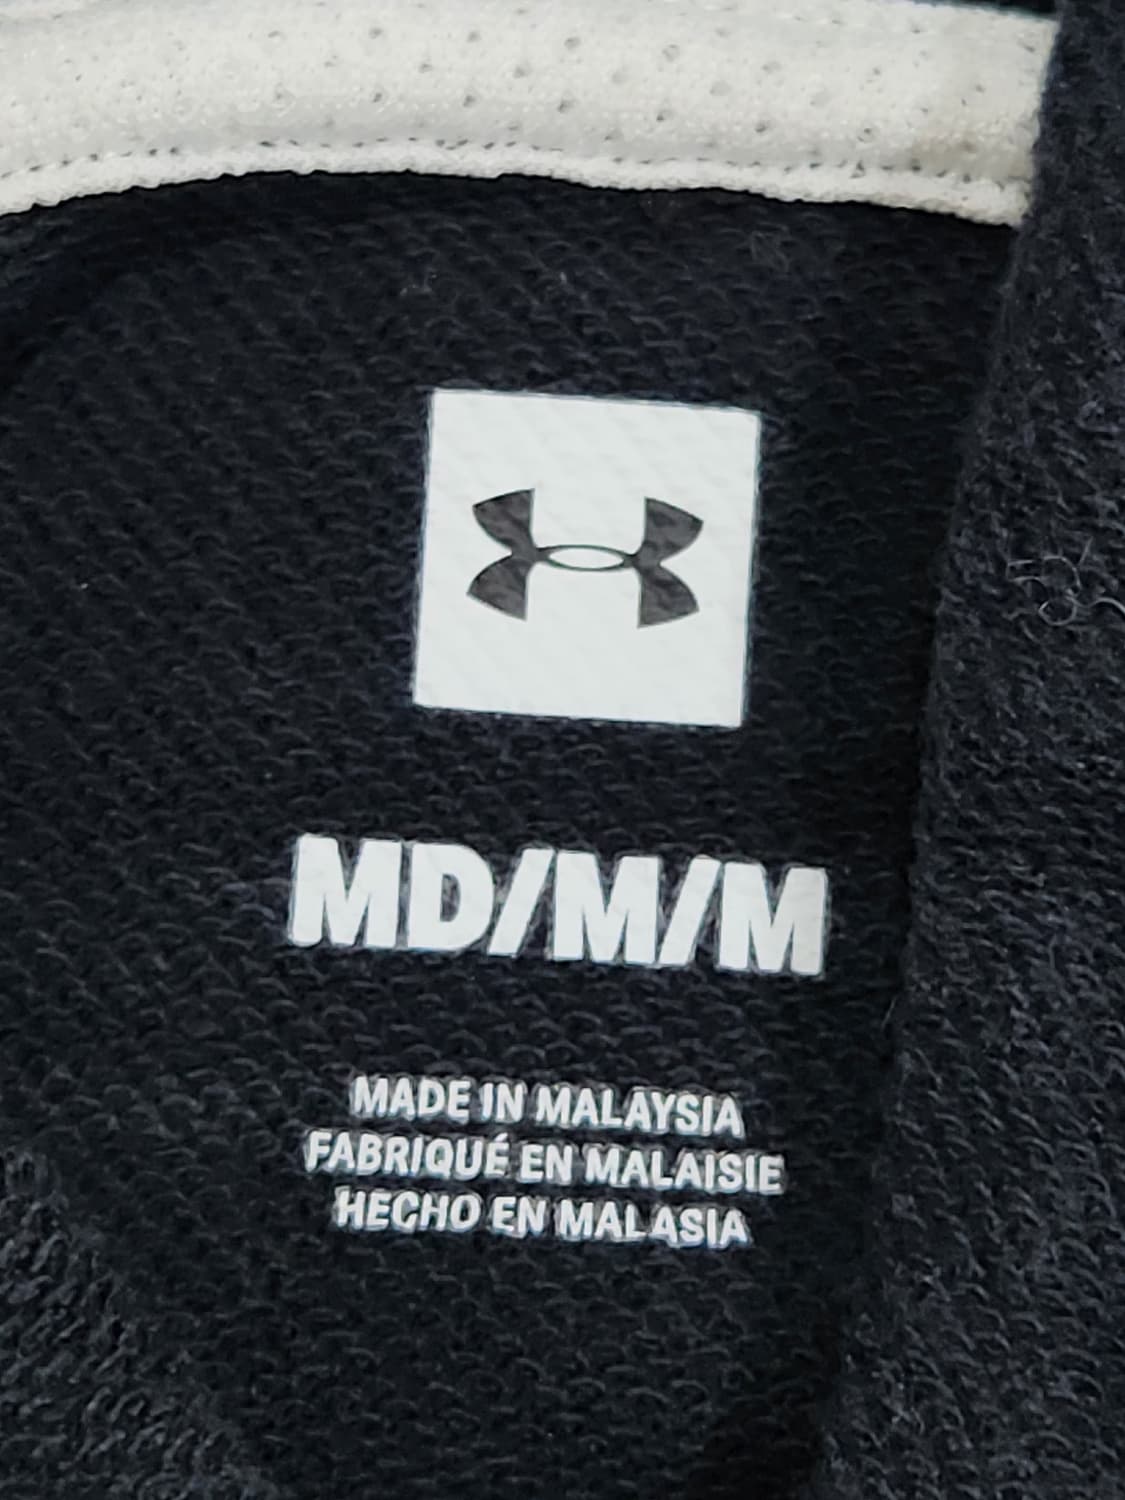 MD/M/M
MADE IN MALAYSIA
FABRIQUÉ EN MALAISIE
HECHO EN MALASIA